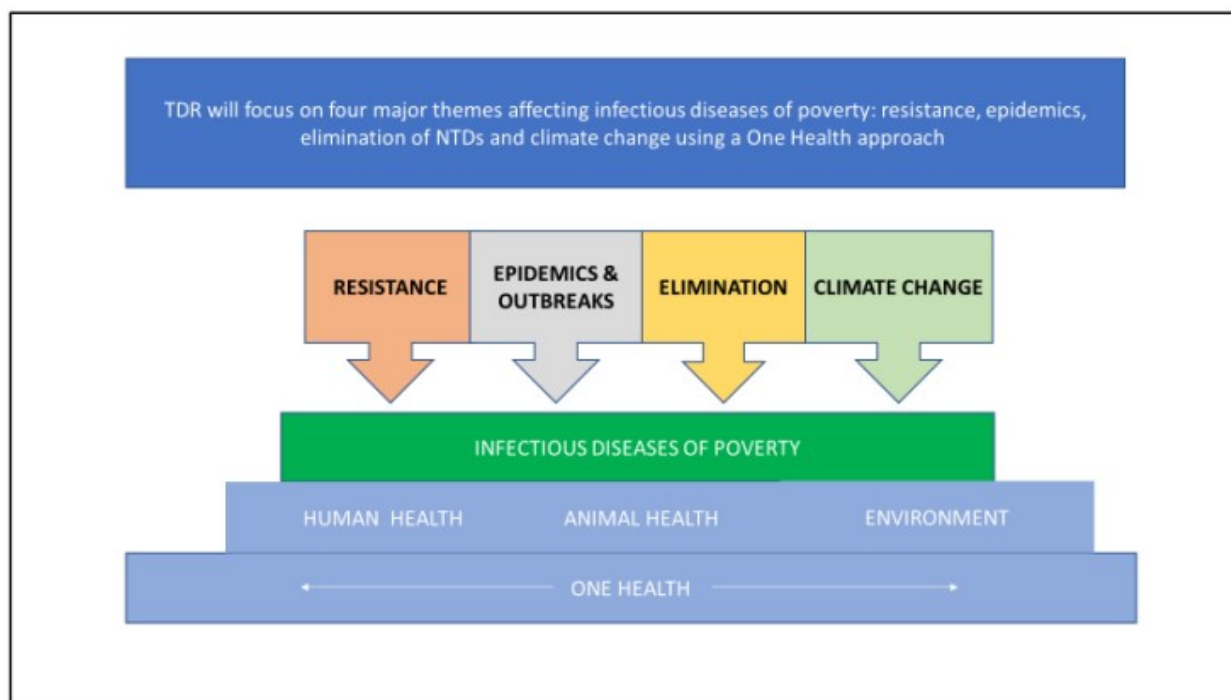 TDR will focus on four major themes affecting infectious diseases of poverty: resistance, epidemics,
elimination of NTDs and climate change using a One Health approach
RESISTANCE
EPIDEMICS &
OUTBREAKS
ELIMINATION
CLIMATE CHANGE
INFECTIOUS DISEASES OF POVERTY
HUMAN HEALTH
ANIMAL HEALTH
ENVIRONMENT
ONE HEALTH